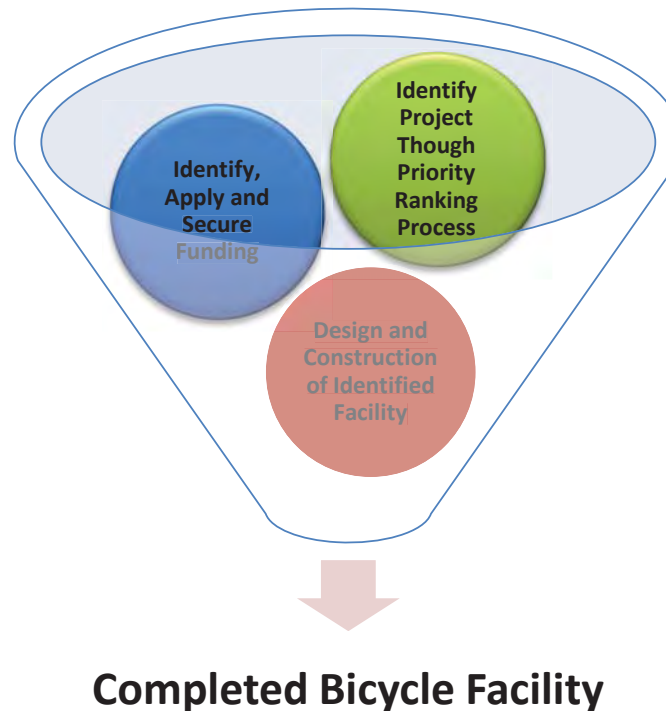 Identify
Project
Though
Priority
Ranking
Process
Identify,
Apply and
Secure
Funding
Design and
Construction
of Identified
Facility
Completed Bicycle Facility